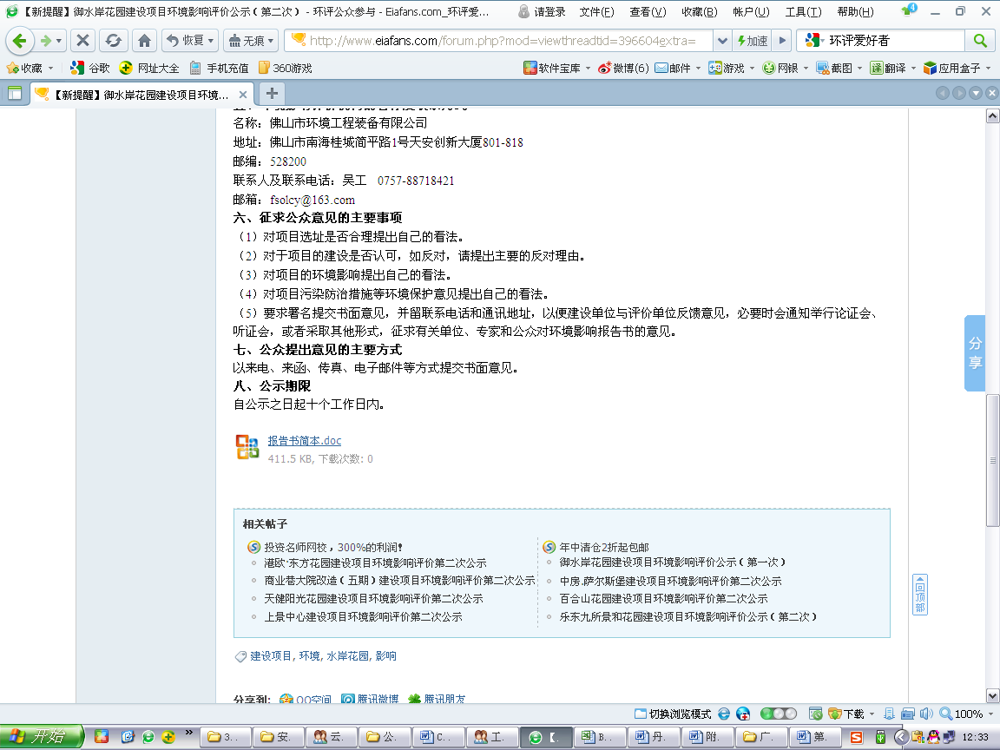 【新提醒】御水岸花园建设项目环境影响评价公示（第二次） - 环评公众参与 - Eiafans.com_环评爱...
请登录 文件(F) 查看(V) 收藏(B) 帐户(U) 工具(T) 帮助(H) 4
恢复 无痕 http://www.eiafans.com/forum.php?mod=viewthreadtid=396604extra= 加速 环评爱好者
收藏 谷歌 网址大全 手机充值 360游戏 软件宝库 微博(6) 邮件 游戏 网银 截图 翻译 应用盒子
【新提醒】御水岸花园建设项目环境...
名称：佛山市环境工程装备有限公司
地址：佛山市南海桂城简平路1号天安创新大厦801-818
邮编：528200
联系人及联系电话：吴工 0757-88718421
邮箱：fsolcy@163.com
六、征求公众意见的主要事项
（1）对项目选址是否合理提出自己的看法。
（2）对于项目的建设是否认可，如反对，请提出主要的反对理由。
（3）对项目的环境影响提出自己的看法。
（4）对项目污染防治措施等环境保护意见提出自己的看法。
（5）要求署名提交书面意见，并留联系电话和通讯地址，以便建设单位与评价单位反馈意见，必要时会通知举行论证会、
听证会，或者采取其他形式，征求有关单位、专家和公众对环境影响报告书的意见。
七、公众提出意见的主要方式
以来电、来函、传真、电子邮件等方式提交书面意见。
八、公示期限
自公示之日起十个工作日内。
报告书简本.doc
411.5 KB, 下载次数: 0
分享
相关帖子
投资名师网校，300%的利润!
港欧·东方花园建设项目环境影响评价第二次公示
商业巷大院改造（五期）建设项目环境影响评价第二次公示
天健阳光花园建设项目环境影响评价第二次公示
上景中心建设项目环境影响评价第二次公示
年中清仓2折起包邮
御水岸花园建设项目环境影响评价公示（第一次）
中房.萨尔斯堡建设项目环境影响评价第二次公示
百合山花园建设项目环境影响评价第二次公示
乐东九所景和花园建设项目环境影响评价公示（第二次）
回顶部
建设项目, 环境, 水岸花园, 影响
分享到: QQ空间 腾讯微博 腾讯朋友
切换浏览模式 下载 100%
开始 3... 安... 云... 公... C... 工... 【... B... 丹... 附... 广... 第... 12:33